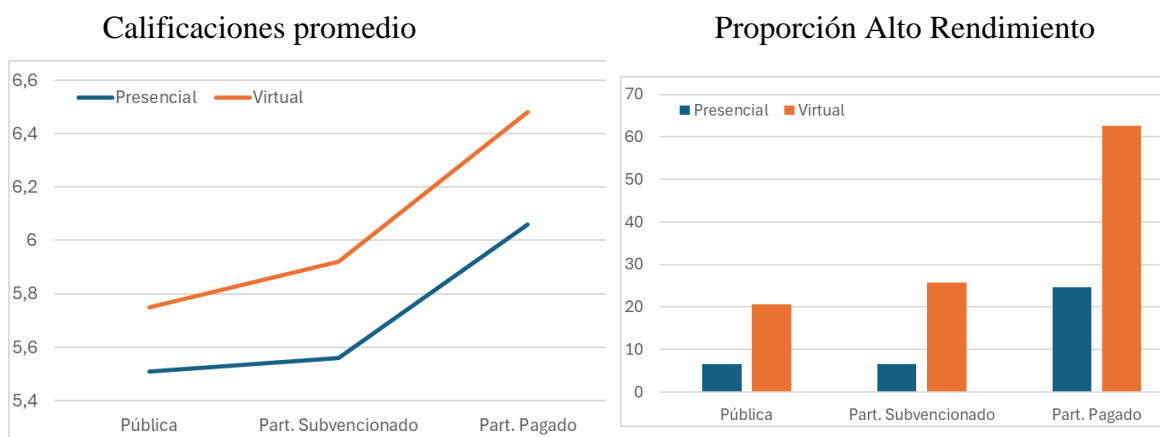 Calificaciones promedio
6,6
6,4
6,2
6
5,8
5,6
5,4
Presencial Virtual
Pública Part. Subvencionado Part. Pagado
Proporción Alto Rendimiento
70
60
50
40
30
20
10
0
Presencial Virtual
Pública Part. Subvencionado Part. Pagado